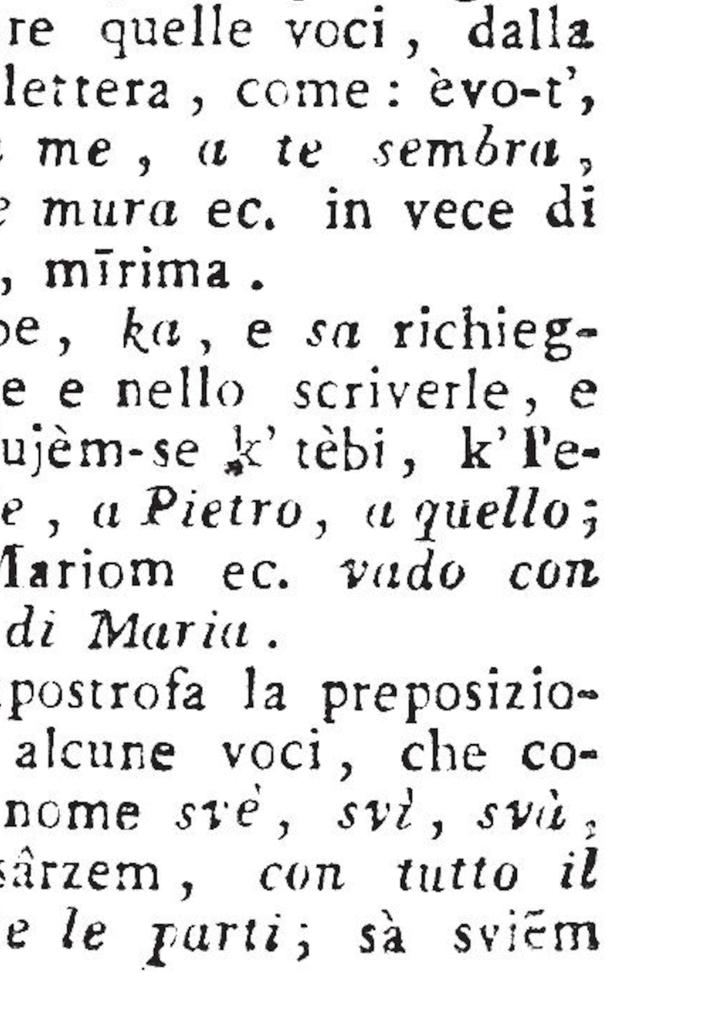 re quelle voci, dalla
lettera, come: èvo-t',
me, a te sembra,
mura ec. in vece di
, mīrima.
ka, e sa richieg-
e e nello scriverle, e
ujèm-se k' tèbi, k' Pe-
e, a Pietro, a quello;
Mariom ec. vado con
di Maria.
postrofa la preposizio-
alcune voci, che co-
nome svè, svì, svà,
sârzem, con tutto il
e le parti; sà sviēm